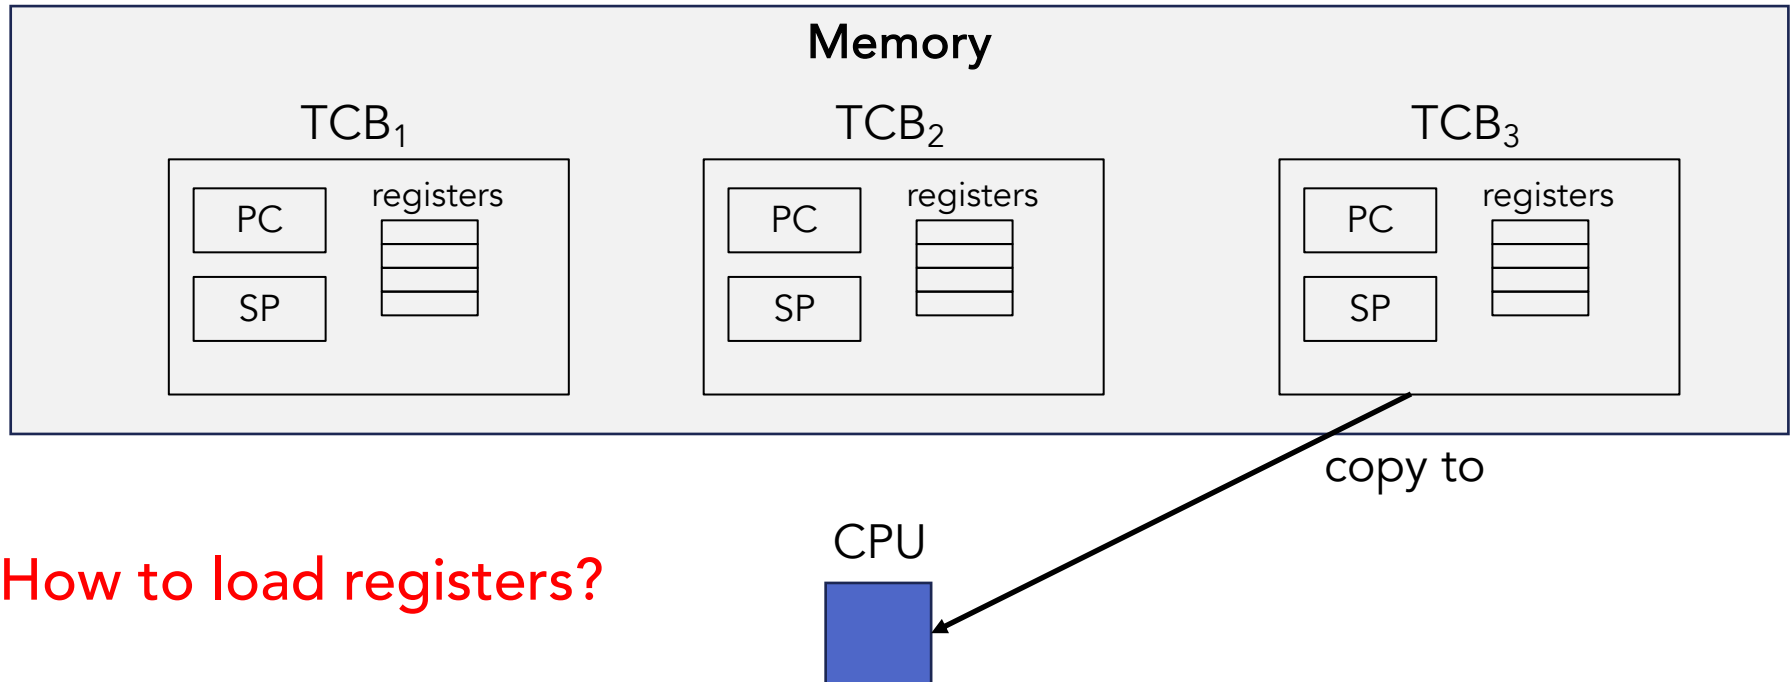 Memory
TCB₁
TCB₂
TCB₃
PC
registers
SP
PC
registers
SP
PC
registers
SP
copy to
CPU
How to load registers?